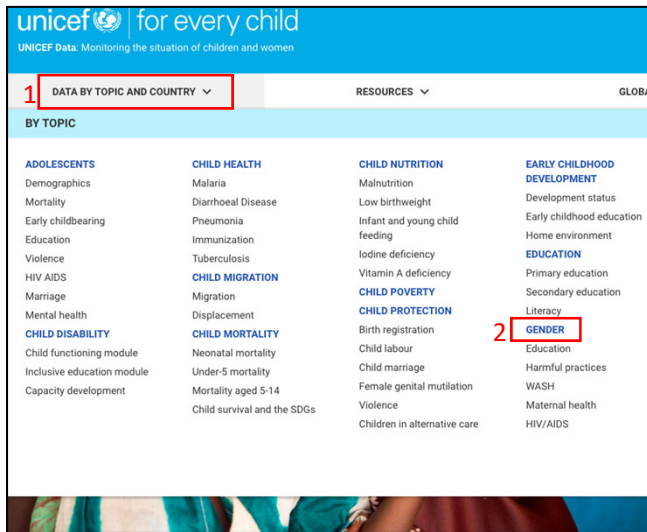 unicef for every child
UNICEF Data: Monitoring the situation of children and women
1 DATA BY TOPIC AND COUNTRY
RESOURCES
BY TOPIC
ADOLESCENTS
Demographics
Mortality
Early childbearing
Education
Violence
HIV AIDS
Marriage
Mental health
CHILD DISABILITY
Child functioning module
Inclusive education module
Capacity development
CHILD HEALTH
Malaria
Diarrhoeal Disease
Pneumonia
Immunization
Tuberculosis
CHILD MIGRATION
Migration
Displacement
CHILD MORTALITY
Neonatal mortality
Under-5 mortality
Mortality aged 5-14
Child survival and the SDGs
CHILD NUTRITION
Malnutrition
Low birthweight
Infant and young child
feeding
Iodine deficiency
Vitamin A deficiency
CHILD POVERTY
CHILD PROTECTION
Birth registration
Child labour
Child marriage
Female genital mutilation
Violence
Children in alternative care
EARLY CHILDHOOD
DEVELOPMENT
Development status
Early childhood education
Home environment
EDUCATION
Primary education
Secondary education
Literacy
2 GENDER
Education
Harmful practices
WASH
Maternal health
HIV/AIDS